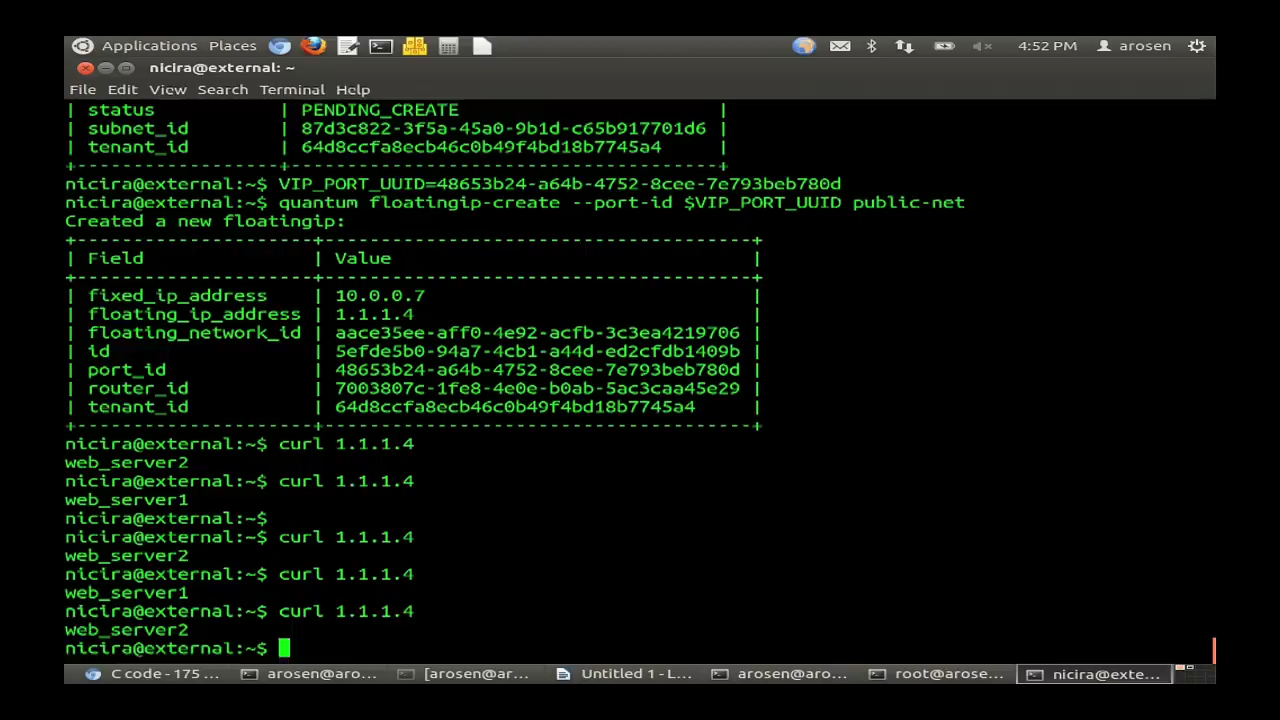 Applications Places 4:52 PM arosen
nicira@external: ~
File Edit View Search Terminal Help
| status | PENDING_CREATE |
| subnet_id | 87d3c822-3f5a-45a0-9b1d-c65b917701d6 |
| tenant_id | 64d8ccfa8ecb46c0b49f4bd18b7745a4 |
+------------------+--------------------------------------+
nicira@external:~$ VIP_PORT_UUID=48653b24-a64b-4752-8cee-7e793beb780d
nicira@external:~$ quantum floatingip-create --port-id $VIP_PORT_UUID public-net
Created a new floatingip:
+---------------------+--------------------------------------+
| Field | Value |
+---------------------+--------------------------------------+
| fixed_ip_address | 10.0.0.7 |
| floating_ip_address | 1.1.1.4 |
| floating_network_id | aace35ee-aff0-4e92-acfb-3c3ea4219706 |
| id | 5efde5b0-94a7-4cb1-a44d-ed2cfdb1409b |
| port_id | 48653b24-a64b-4752-8cee-7e793beb780d |
| router_id | 7003807c-1fe8-4e0e-b0ab-5ac3caa45e29 |
| tenant_id | 64d8ccfa8ecb46c0b49f4bd18b7745a4 |
+---------------------+--------------------------------------+
nicira@external:~$ curl 1.1.1.4
web_server2
nicira@external:~$ curl 1.1.1.4
web_server1
nicira@external:~$
nicira@external:~$ curl 1.1.1.4
web_server2
nicira@external:~$ curl 1.1.1.4
web_server1
nicira@external:~$ curl 1.1.1.4
web_server2
nicira@external:~$
C code - 175 ... arosen@aro... [arosen@ar... Untitled 1 - L... arosen@aro... root@arose... nicira@exte...